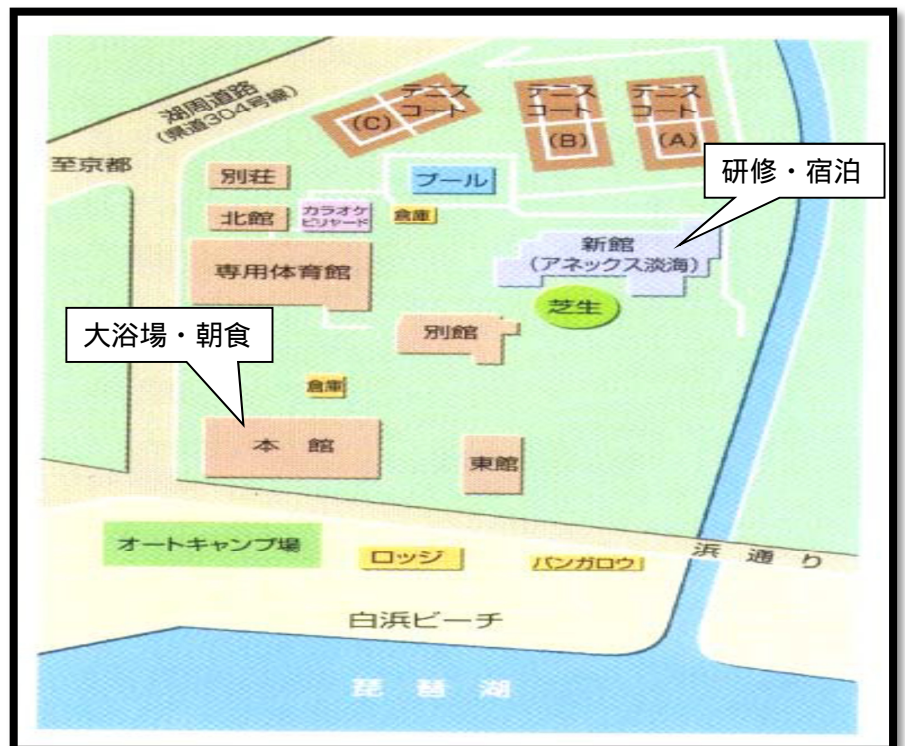 湖周道路
(県道304号線)
至京都
テニス
コート
(C)
テニス
コート
(B)
テニス
コート
(A)
研修・宿泊
別荘
プール
北館
カラオケ
ビリヤード
倉庫
新館
(アネックス淡海)
専用体育館
芝生
大浴場・朝食
別館
倉庫
本館
東館
オートキャンプ場
ロッジ
バンガロウ
浜通り
白浜ビーチ
琵琶湖